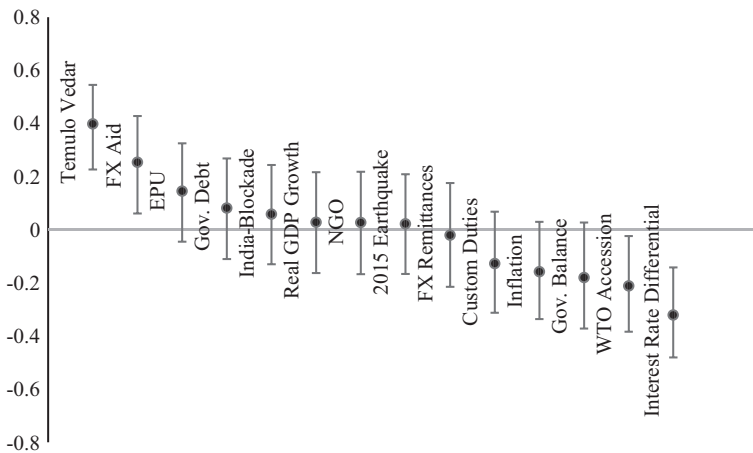 0.8
0.6
0.4
0.2
0
-0.2
-0.4
-0.6
-0.8
Temulo Vedar
FX Aid
EPU
Gov. Debt
India-Blockade
Real GDP Growth
NGO
2015 Earthquake
FX Remittances
Custom Duties
Inflation
Gov. Balance
WTO Accession
Interest Rate Differential